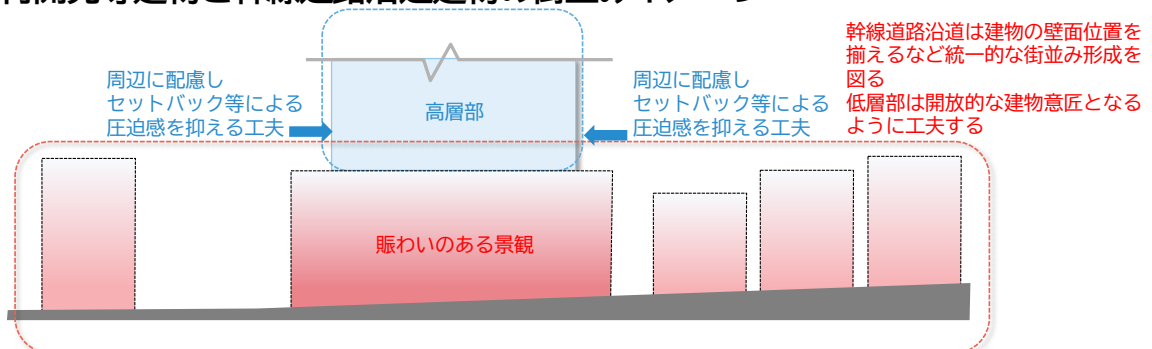 周辺に配慮し
セットバック等による
圧迫感を抑える工夫
高層部
周辺に配慮し
セットバック等による
圧迫感を抑える工夫
幹線道路沿道は建物の壁面位置を
揃えるなど統一的な街並み形成を
図る
低層部は開放的な建物意匠となる
ように工夫する
賑わいのある景観